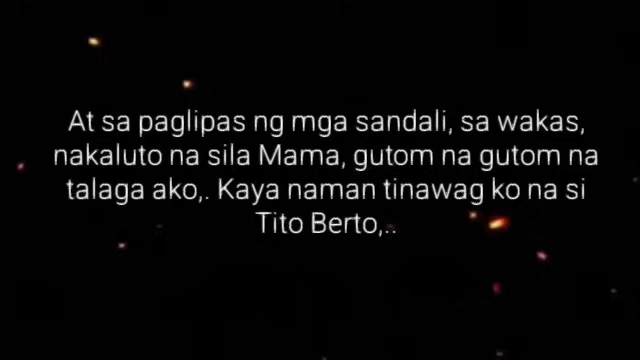 At sa paglipas ng mga sandali, sa wakas,
nakaluto na sila Mama, gutom na gutom na
talaga ako,. Kaya naman tinawag ko na si
Tito Berto,..